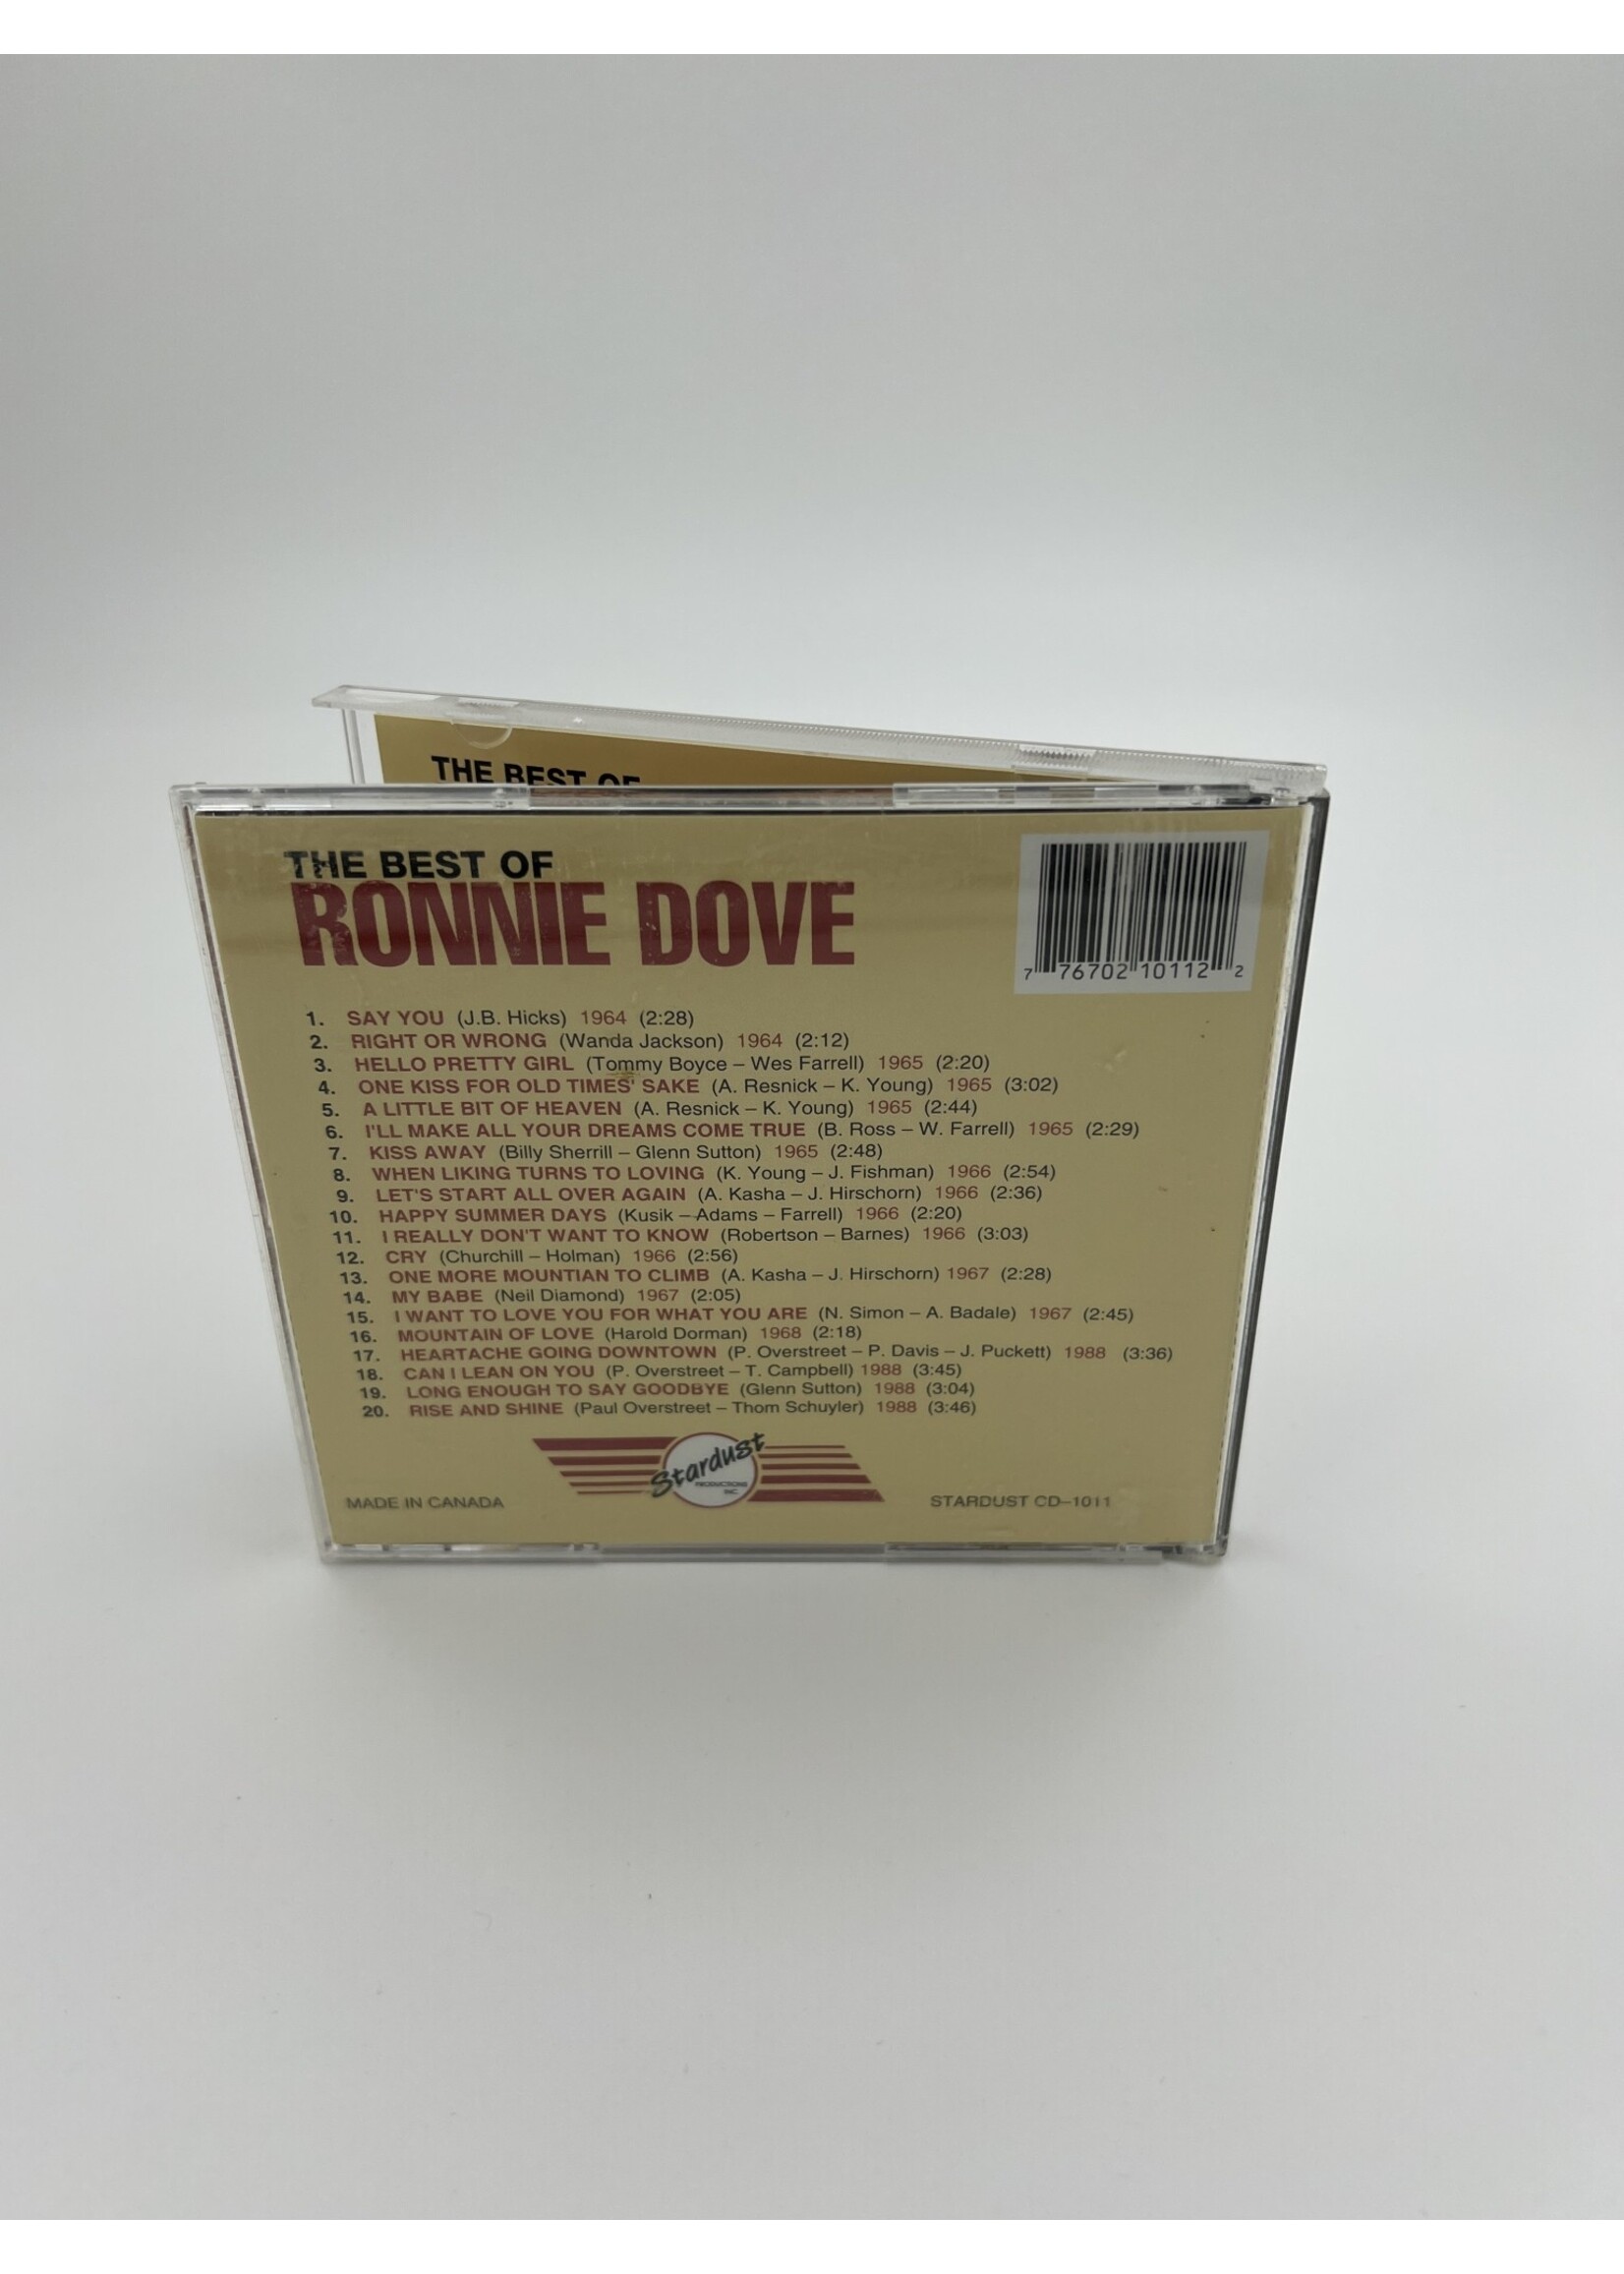 THE BEST OF
THE BEST OF
RONNIE DOVE
7 76702 10112 2
1. SAY YOU (J.B. Hicks) 1964 (2:28)
2. RIGHT OR WRONG (Wanda Jackson) 1964 (2:12)
3. HELLO PRETTY GIRL (Tommy Boyce – Wes Farrell) 1965 (2:20)
4. ONE KISS FOR OLD TIMES' SAKE (A. Resnick – K. Young) 1965 (3:02)
5. A LITTLE BIT OF HEAVEN (A. Resnick – K. Young) 1965 (2:44)
6. I'LL MAKE ALL YOUR DREAMS COME TRUE (B. Ross – W. Farrell) 1965 (2:29)
7. KISS AWAY (Billy Sherrill – Glenn Sutton) 1965 (2:48)
8. WHEN LIKING TURNS TO LOVING (K. Young – J. Fishman) 1966 (2:54)
9. LET'S START ALL OVER AGAIN (A. Kasha – J. Hirschorn) 1966 (2:36)
10. HAPPY SUMMER DAYS (Kusik – Adams – Farrell) 1966 (2:20)
11. I REALLY DON'T WANT TO KNOW (Robertson – Barnes) 1966 (3:03)
12. CRY (Churchill – Holman) 1966 (2:56)
13. ONE MORE MOUNTIAN TO CLIMB (A. Kasha – J. Hirschorn) 1967 (2:28)
14. MY BABE (Neil Diamond) 1967 (2:05)
15. I WANT TO LOVE YOU FOR WHAT YOU ARE (N. Simon – A. Badale) 1967 (2:45)
16. MOUNTAIN OF LOVE (Harold Dorman) 1968 (2:18)
17. HEARTACHE GOING DOWNTOWN (P. Overstreet – P. Davis – J. Puckett) 1988 (3:36)
18. CAN I LEAN ON YOU (P. Overstreet – T. Campbell) 1988 (3:45)
19. LONG ENOUGH TO SAY GOODBYE (Glenn Sutton) 1988 (3:04)
20. RISE AND SHINE (Paul Overstreet – Thom Schuyler) 1988 (3:46)
Stardust
PRODUCTIONS
INC
MADE IN CANADA
STARDUST CD–1011